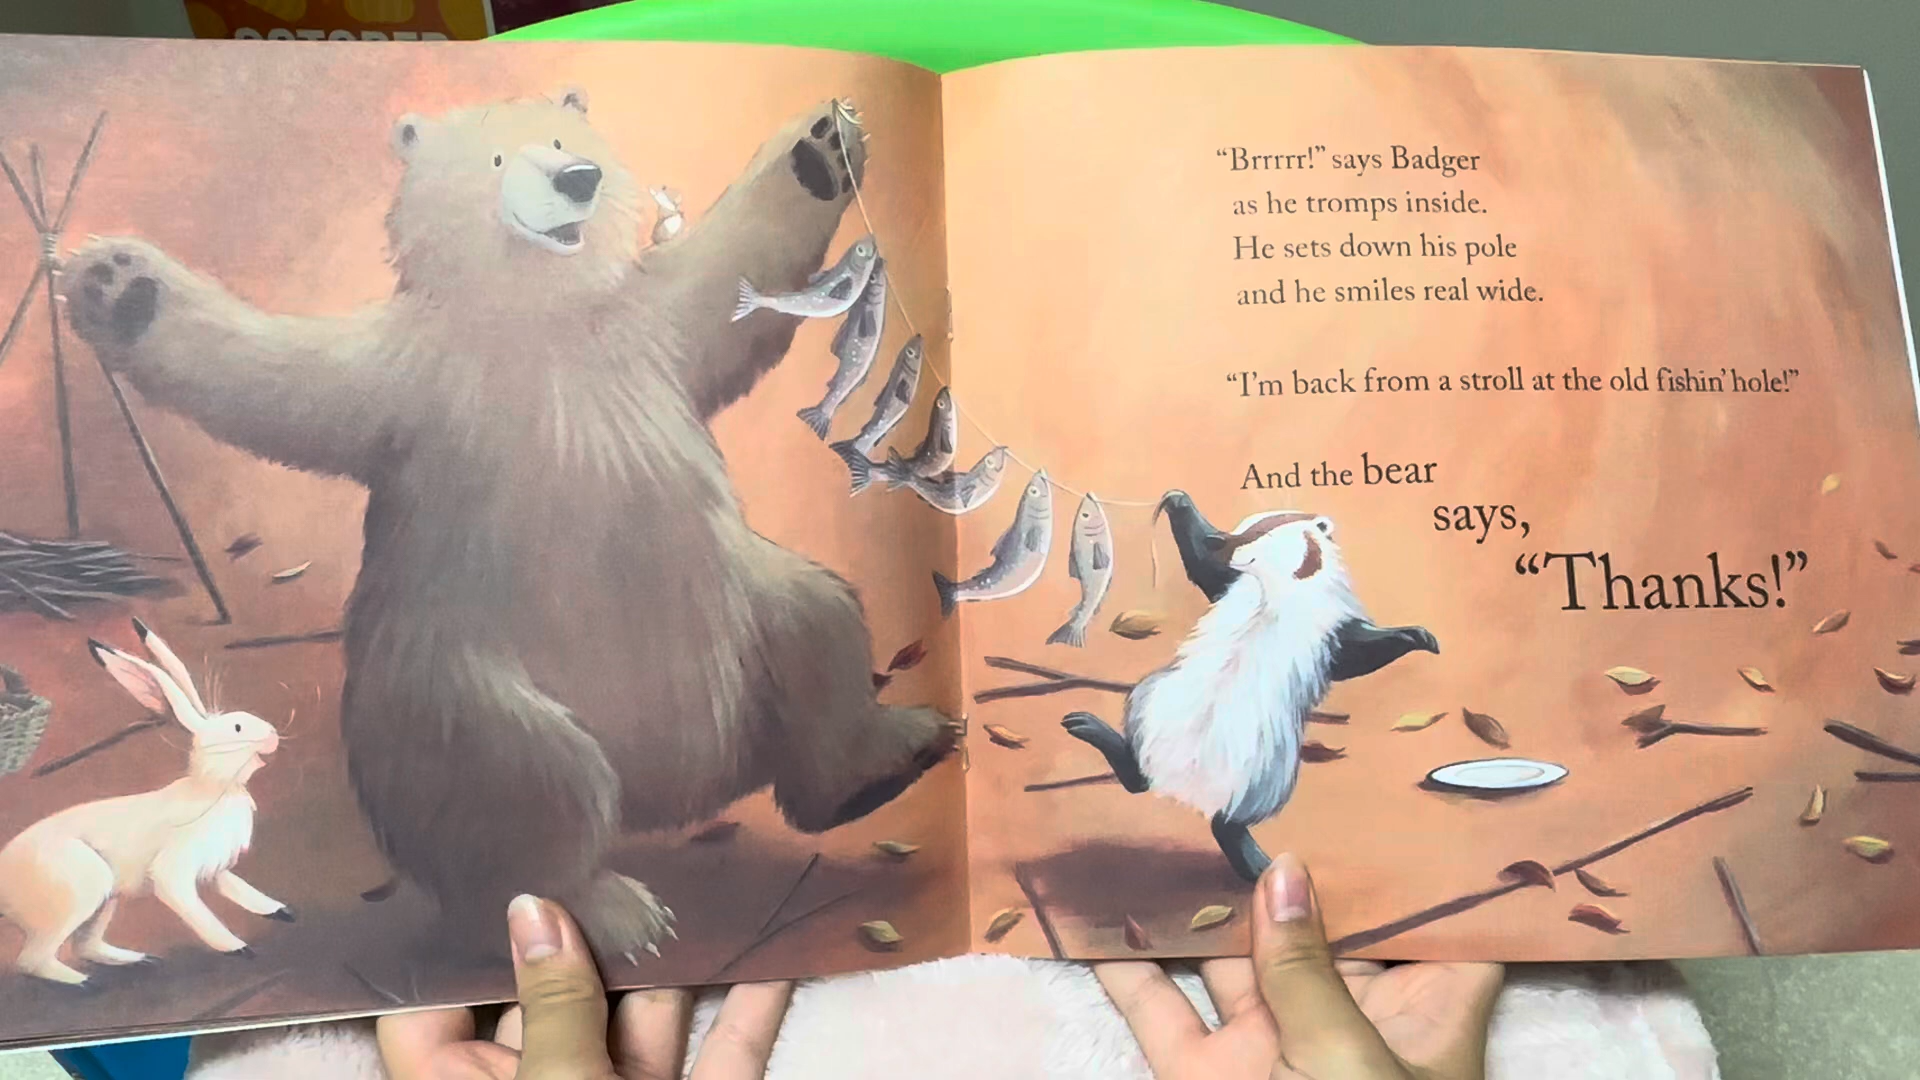 OCTOBER
“Brrrrr!” says Badger
as he tromps inside.
He sets down his pole
and he smiles real wide.
“I’m back from a stroll at the old fishin’ hole!”
And the bear
says,
“Thanks!”